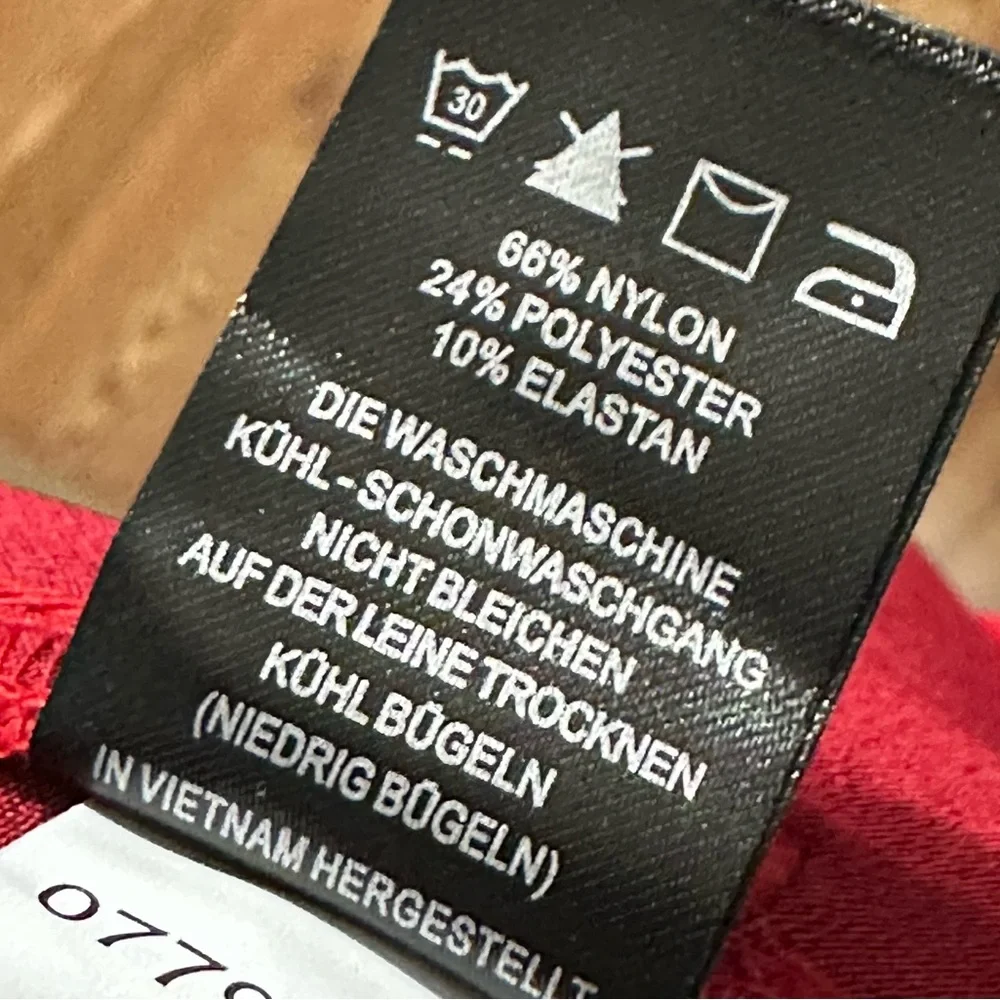 30
66% NYLON
24% POLYESTER
10% ELASTAN
DIE WASCHMASCHINE
KÜHL-SCHONWASCHGANG
NICHT BLEICHEN
AUF DER LEINE TROCKNEN
KÜHL BÜGELN
(NIEDRIG BÜGELN)
IN VIETNAM HERGESTELLT